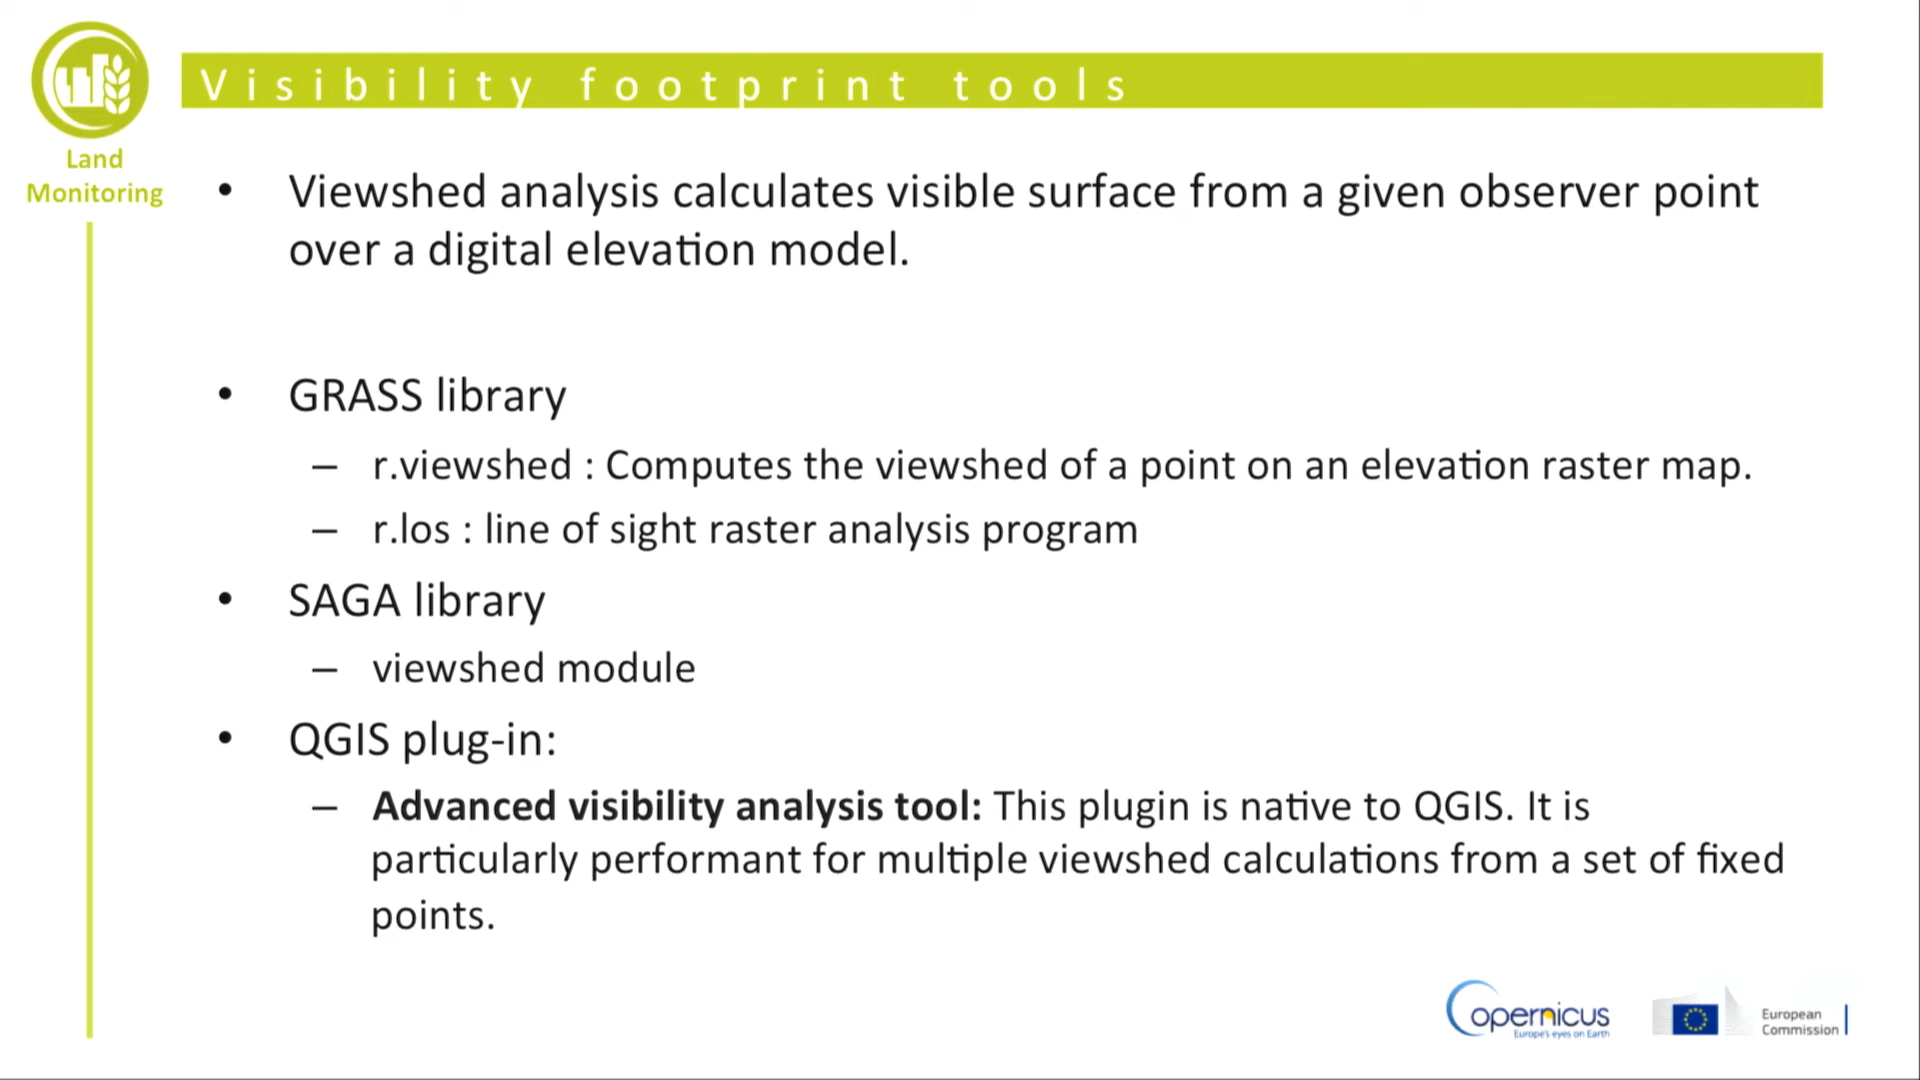 Visibility footprint tools
Land
Monitoring
• Viewshed analysis calculates visible surface from a given observer point
over a digital elevation model.
• GRASS library
– r.viewshed : Computes the viewshed of a point on an elevation raster map.
– r.los : line of sight raster analysis program
• SAGA library
– viewshed module
• QGIS plug-in:
– Advanced visibility analysis tool: This plugin is native to QGIS. It is
particularly performant for multiple viewshed calculations from a set of fixed
points.
Copernicus
Europe's eyes on Earth
European
Commission